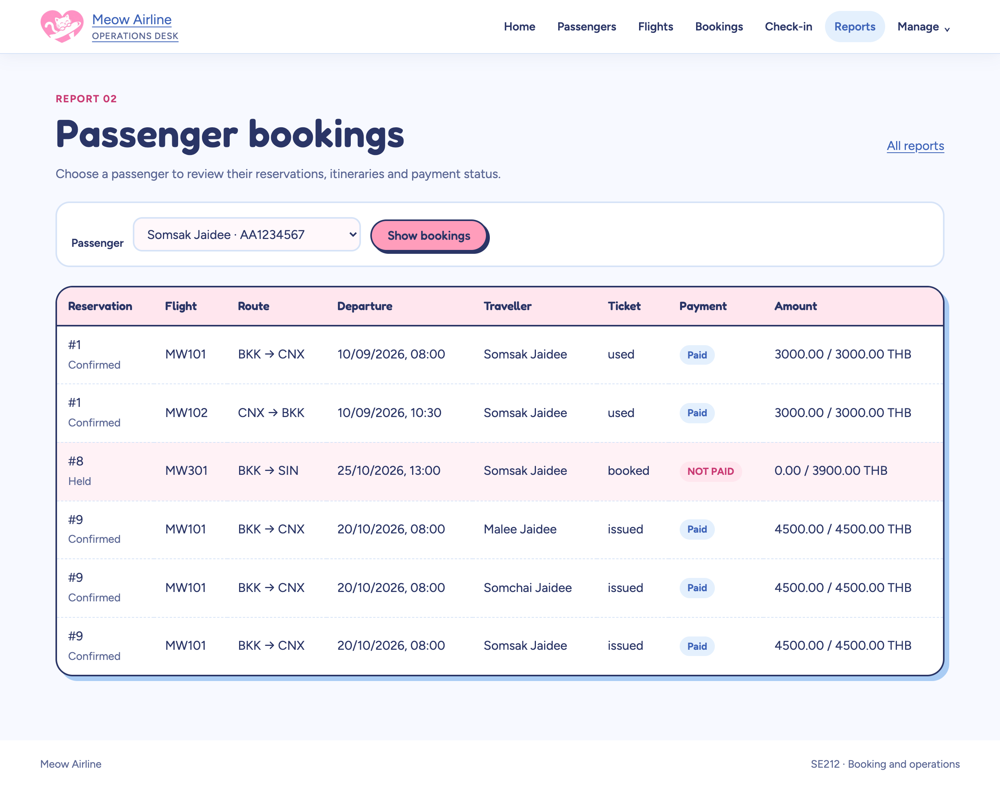 Meow Airline
OPERATIONS DESK
Home Passengers Flights Bookings Check-in Reports Manage
REPORT 02
Passenger bookings
All reports
Choose a passenger to review their reservations, itineraries and payment status.
Passenger Somsak Jaidee · AA1234567 Show bookings
Reservation Flight Route Departure Traveller Ticket Payment Amount
#1 MW101 BKK → CNX 10/09/2026, 08:00 Somsak Jaidee used Paid 3000.00 / 3000.00 THB
Confirmed
#1 MW102 CNX → BKK 10/09/2026, 10:30 Somsak Jaidee used Paid 3000.00 / 3000.00 THB
Confirmed
#8 MW301 BKK → SIN 25/10/2026, 13:00 Somsak Jaidee booked NOT PAID 0.00 / 3900.00 THB
Held
#9 MW101 BKK → CNX 20/10/2026, 08:00 Malee Jaidee issued Paid 4500.00 / 4500.00 THB
Confirmed
#9 MW101 BKK → CNX 20/10/2026, 08:00 Somchai Jaidee issued Paid 4500.00 / 4500.00 THB
Confirmed
#9 MW101 BKK → CNX 20/10/2026, 08:00 Somsak Jaidee issued Paid 4500.00 / 4500.00 THB
Confirmed
Meow Airline SE212 · Booking and operations